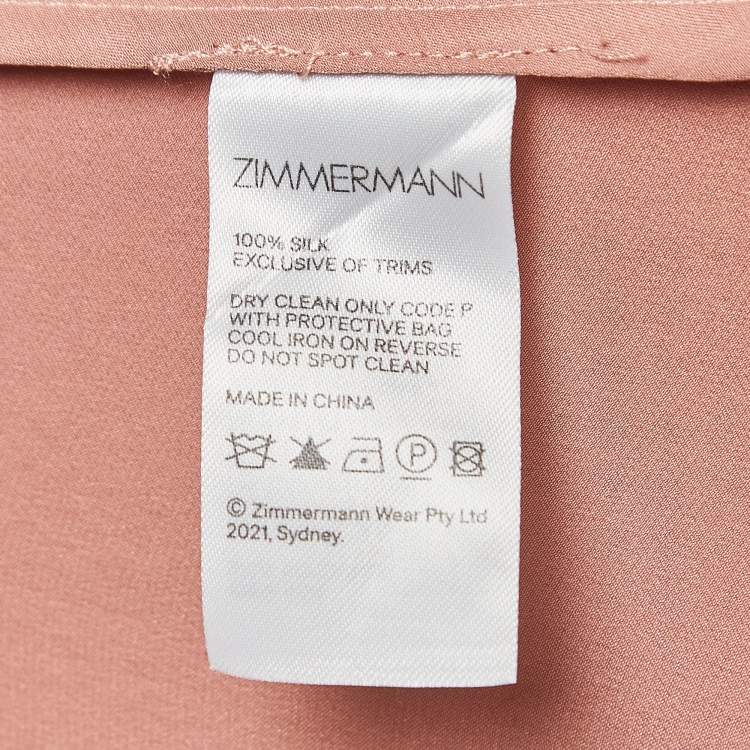 ZIMMERMANN
100% SILK
EXCLUSIVE OF TRIMS
DRY CLEAN ONLY CODE P
WITH PROTECTIVE BAG
COOL IRON ON REVERSE
DO NOT SPOT CLEAN
MADE IN CHINA
P
© Zimmermann Wear Pty Ltd
2021, Sydney.